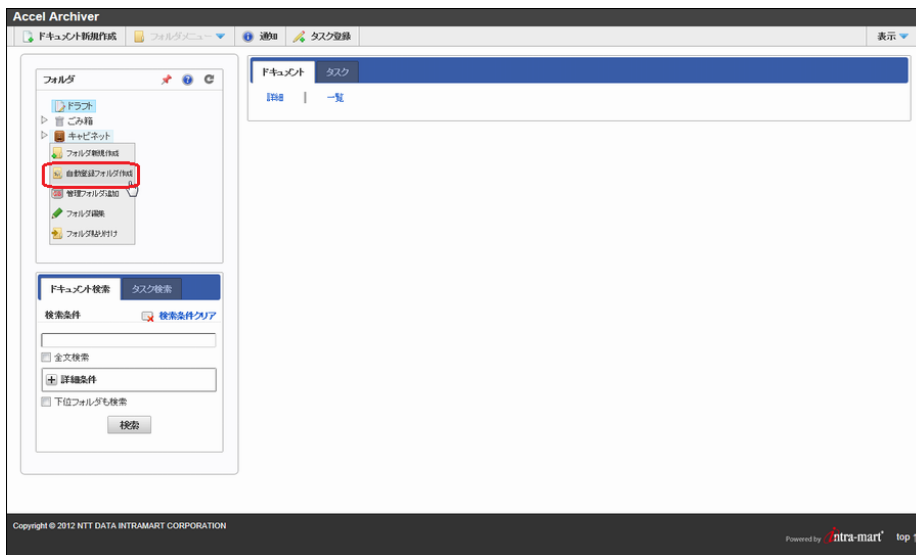 Accel Archiver
ドキュメント新規作成 フォルダメニュー 通知 タスク登録 表示
フォルダ
ドラフト
ごみ箱
キャビネット
フォルダ新規作成
自動登録フォルダ作成
管理フォルダ追加
フォルダ編集
フォルダ貼り付け
ドキュメント タスク
詳細 | 一覧
ドキュメント検索 タスク検索
検索条件 検索条件クリア
全文検索
詳細条件
下位フォルダも検索
検索
Copyright © 2012 NTT DATA INTRAMART CORPORATION
Powered by intra-mart top